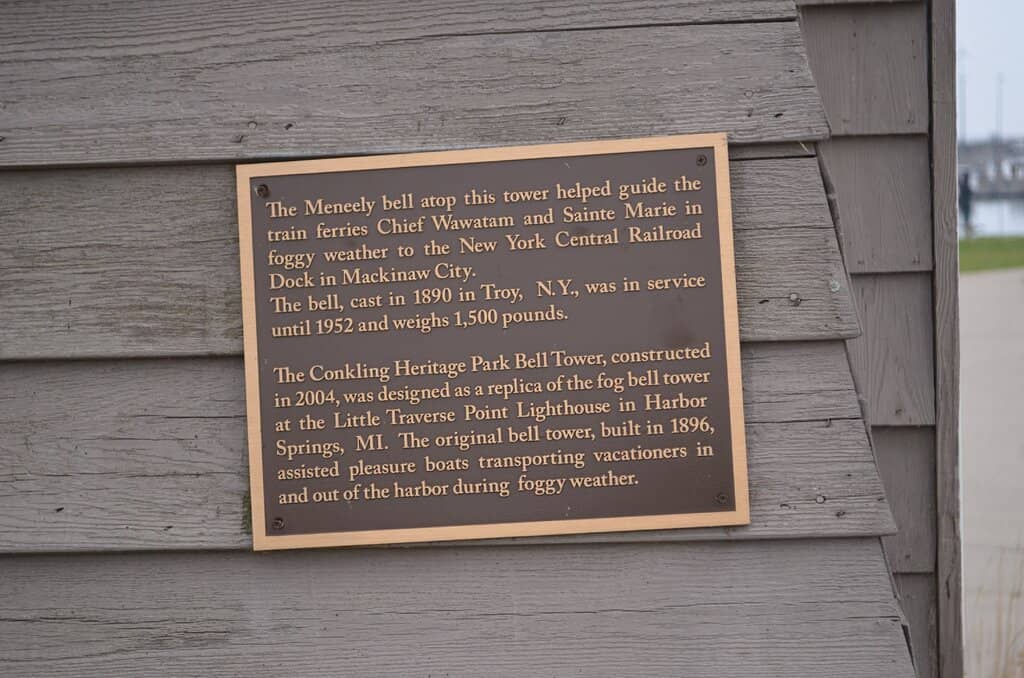 The Meneely bell atop this tower helped guide the
train ferries Chief Wawatam and Sainte Marie in
foggy weather to the New York Central Railroad
Dock in Mackinaw City.
The bell, cast in 1890 in Troy, N.Y., was in service
until 1952 and weighs 1,500 pounds.
The Conkling Heritage Park Bell Tower, constructed
in 2004, was designed as a replica of the fog bell tower
at the Little Traverse Point Lighthouse in Harbor
Springs, MI. The original bell tower, built in 1896,
assisted pleasure boats transporting vacationers in
and out of the harbor during foggy weather.